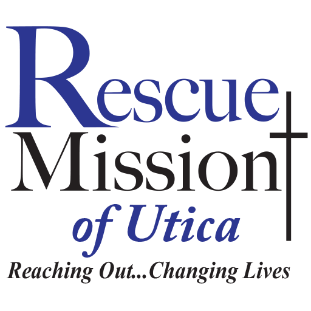 Rescue
Mission
of Utica
Reaching Out...Changing Lives